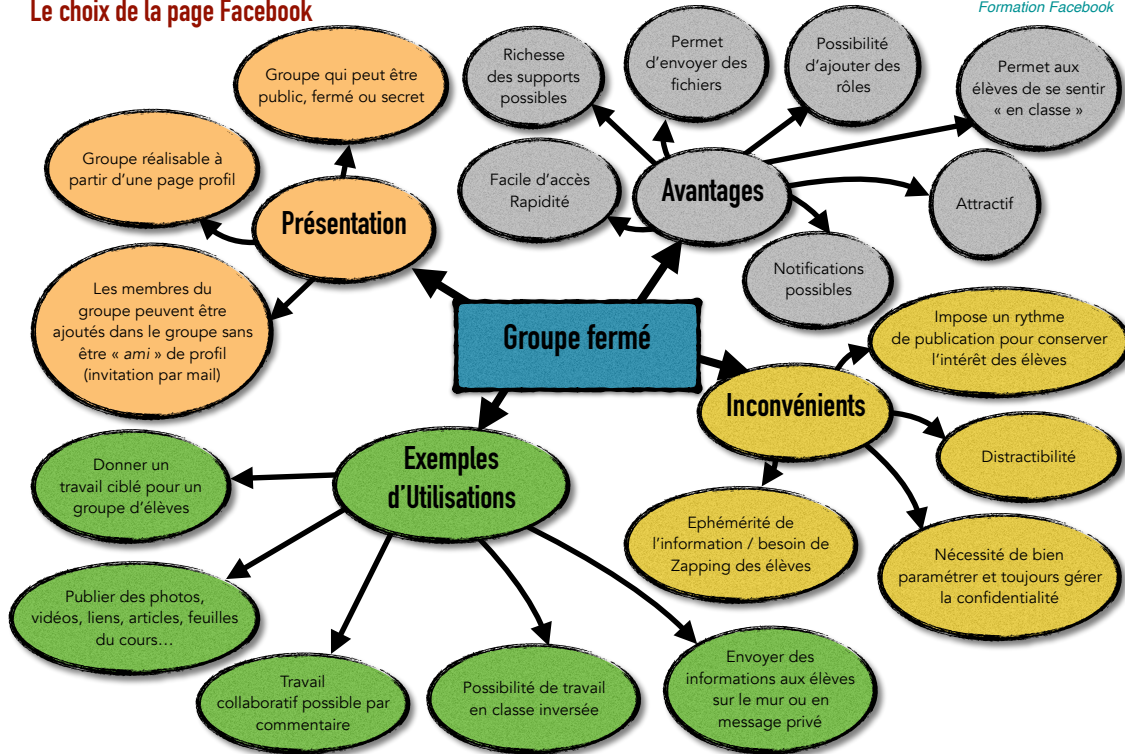 Le choix de la page Facebook
Formation Facebook
Groupe qui peut être
public, fermé ou secret
Groupe réalisable à
partir d'une page profil
Présentation
Les membres du
groupe peuvent être
ajoutés dans le groupe sans
être « ami » de profil
(invitation par mail)
Richesse
des supports
possibles
Permet
d'envoyer des
fichiers
Possibilité
d'ajouter des
rôles
Permet aux
élèves de se sentir
« en classe »
Facile d'accès
Rapidité
Avantages
Attractif
Notifications
possibles
Groupe fermé
Impose un rythme
de publication pour conserver
l'intérêt des élèves
Inconvénients
Distractibilité
Ephémérité de
l'information / besoin de
Zapping des élèves
Nécessité de bien
paramétrer et toujours gérer
la confidentialité
Exemples
d'Utilisations
Donner un
travail ciblé pour un
groupe d'élèves
Publier des photos,
vidéos, liens, articles, feuilles
du cours…
Travail
collaboratif possible par
commentaire
Possibilité de travail
en classe inversée
Envoyer des
informations aux élèves
sur le mur ou en
message privé